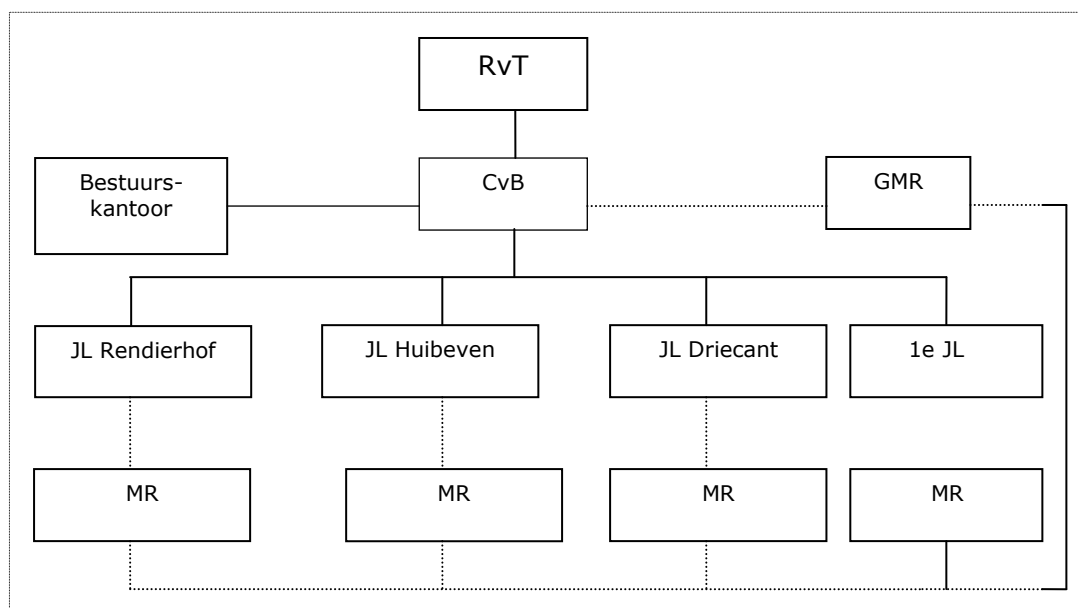 RvT
Bestuurs-
kantoor
CvB
GMR
JL Rendierhof
JL Huibeven
JL Driecant
1e JL
MR
MR
MR
MR